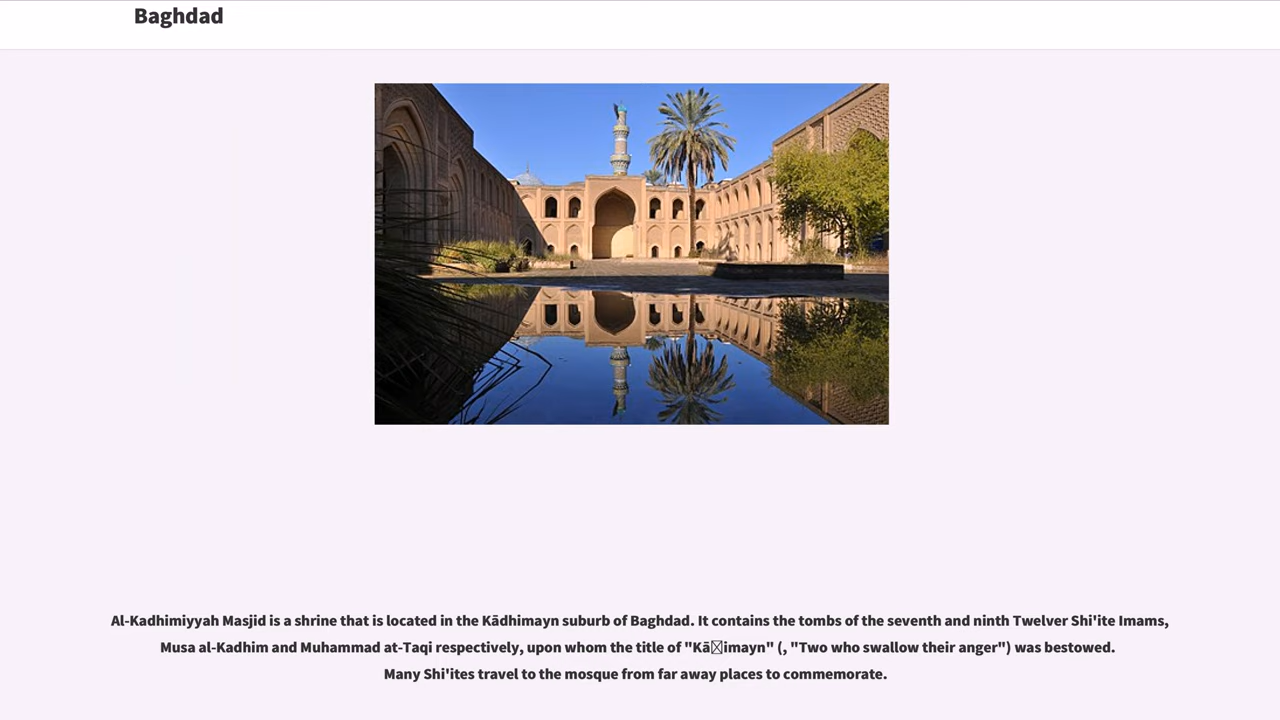 Baghdad
Al-Kadhimiyyah Masjid is a shrine that is located in the Kādhimayn suburb of Baghdad. It contains the tombs of the seventh and ninth Twelver Shi'ite Imams,
Musa al-Kadhim and Muhammad at-Taqi respectively, upon whom the title of "Kā☒imayn" (, "Two who swallow their anger") was bestowed.
Many Shi'ites travel to the mosque from far away places to commemorate.